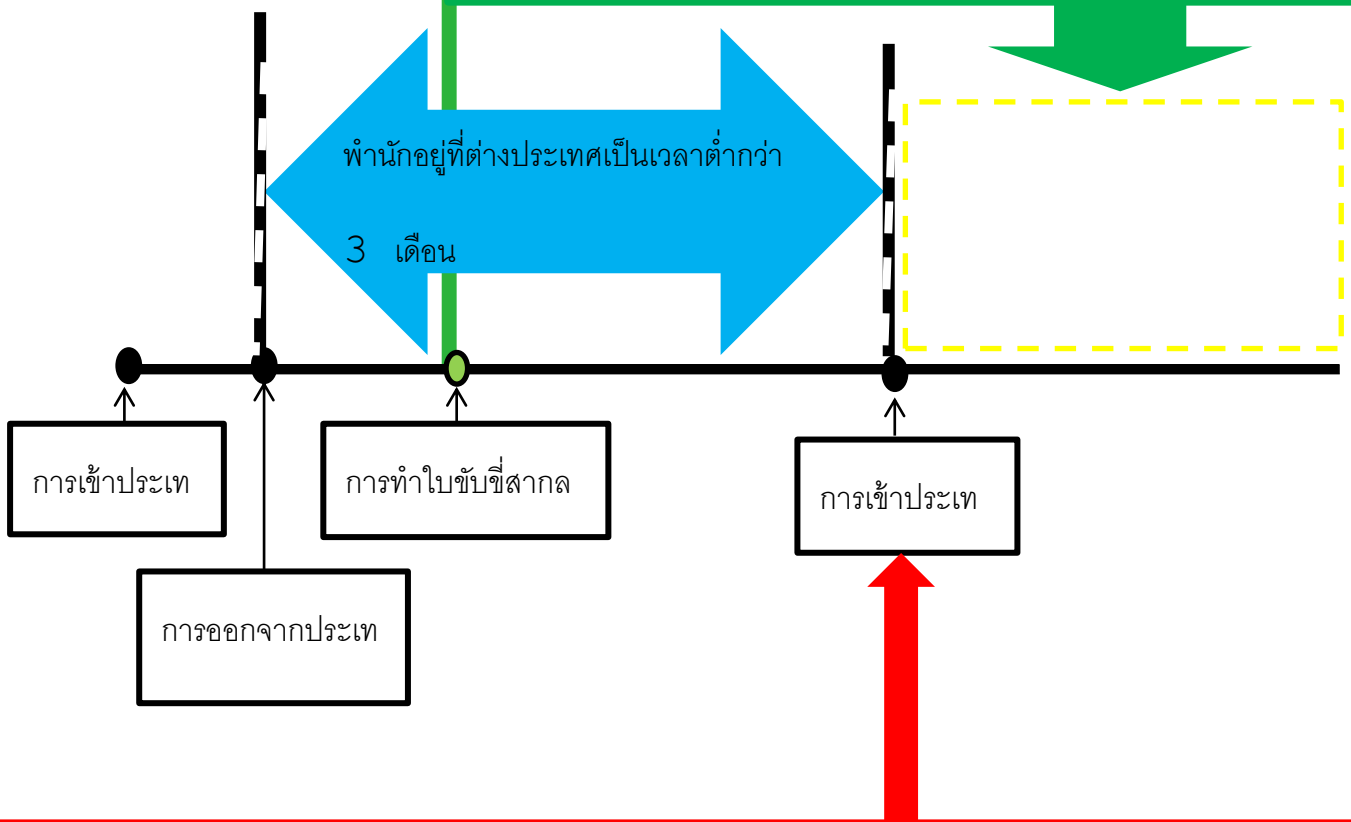 พำนักอยู่ที่ต่างประเทศเป็นเวลาต่ำกว่า
3 เดือน
การเข้าประเท
การทำใบขับขี่สากล
การเข้าประเท
การออกจากประเท